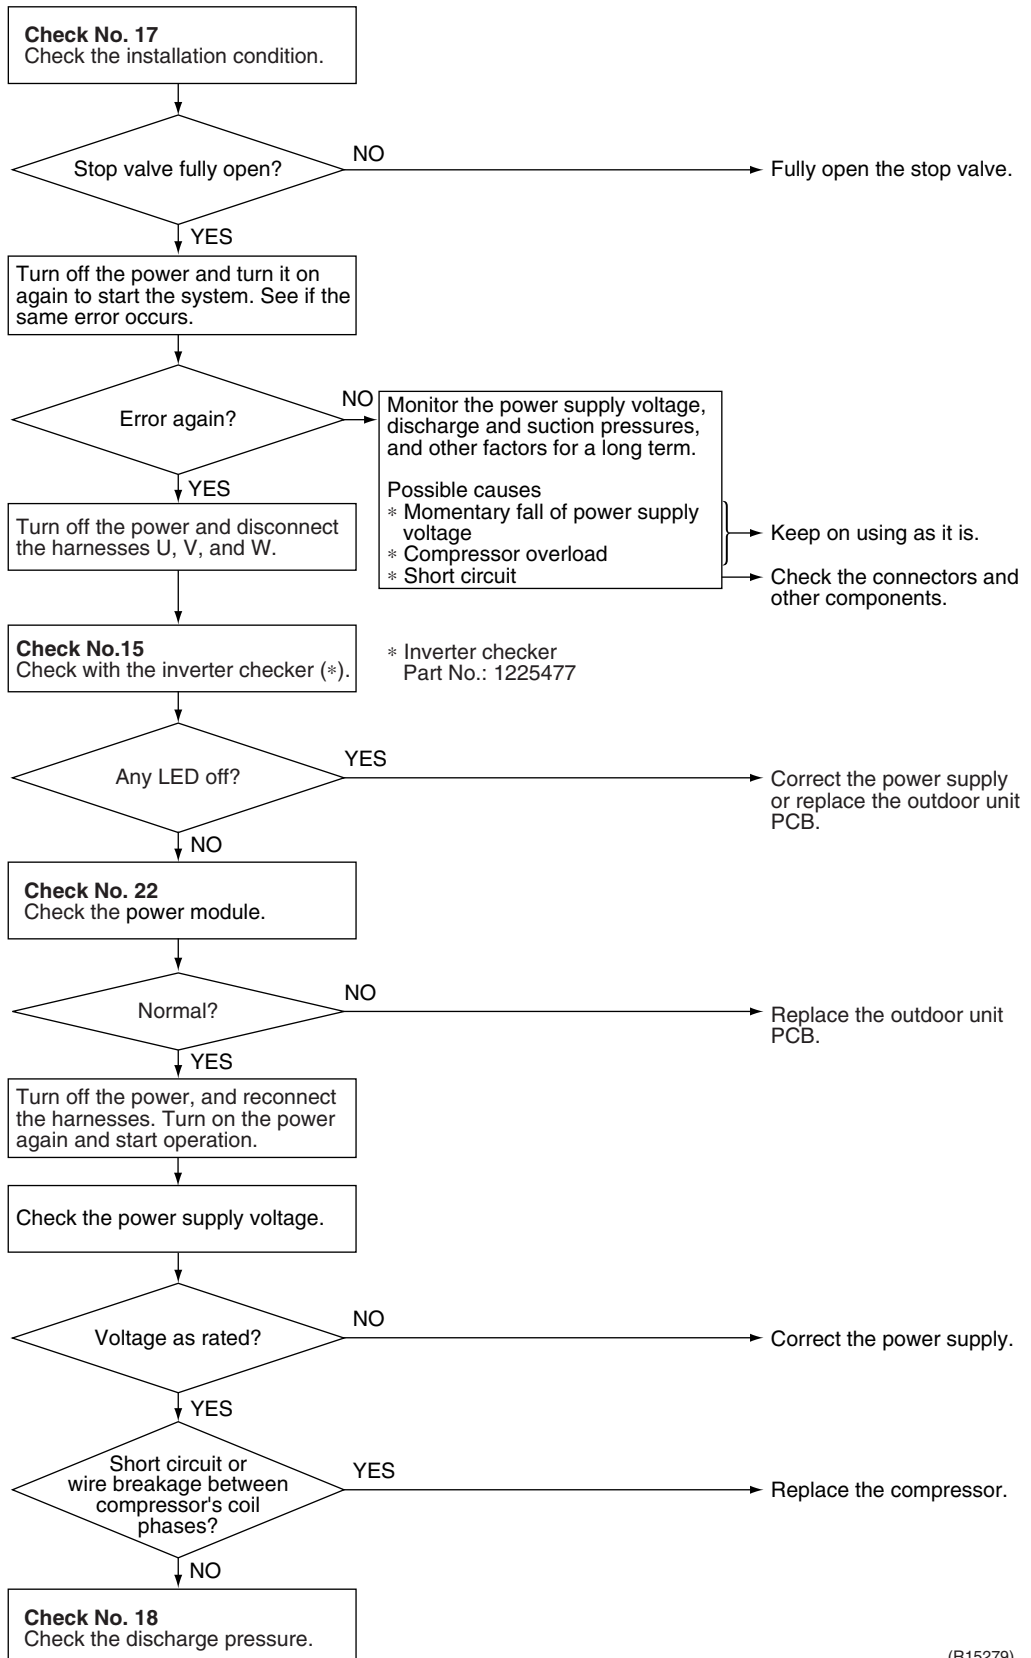 Check No. 17
Check the installation condition.
Stop valve fully open?
NO
Fully open the stop valve.
YES
Turn off the power and turn it on
again to start the system. See if the
same error occurs.
Error again?
NO
Monitor the power supply voltage,
discharge and suction pressures,
and other factors for a long term.
Possible causes
* Momentary fall of power supply
voltage
* Compressor overload
* Short circuit
Keep on using as it is.
Check the connectors and
other components.
YES
Turn off the power and disconnect
the harnesses U, V, and W.
Check No.15
Check with the inverter checker (*).
* Inverter checker
Part No.: 1225477
Any LED off?
YES
Correct the power supply
or replace the outdoor unit
PCB.
NO
Check No. 22
Check the power module.
Normal?
NO
Replace the outdoor unit
PCB.
YES
Turn off the power, and reconnect
the harnesses. Turn on the power
again and start operation.
Check the power supply voltage.
Voltage as rated?
NO
Correct the power supply.
YES
Short circuit or
wire breakage between
compressor's coil
phases?
YES
Replace the compressor.
NO
Check No. 18
Check the discharge pressure.
(R15279)